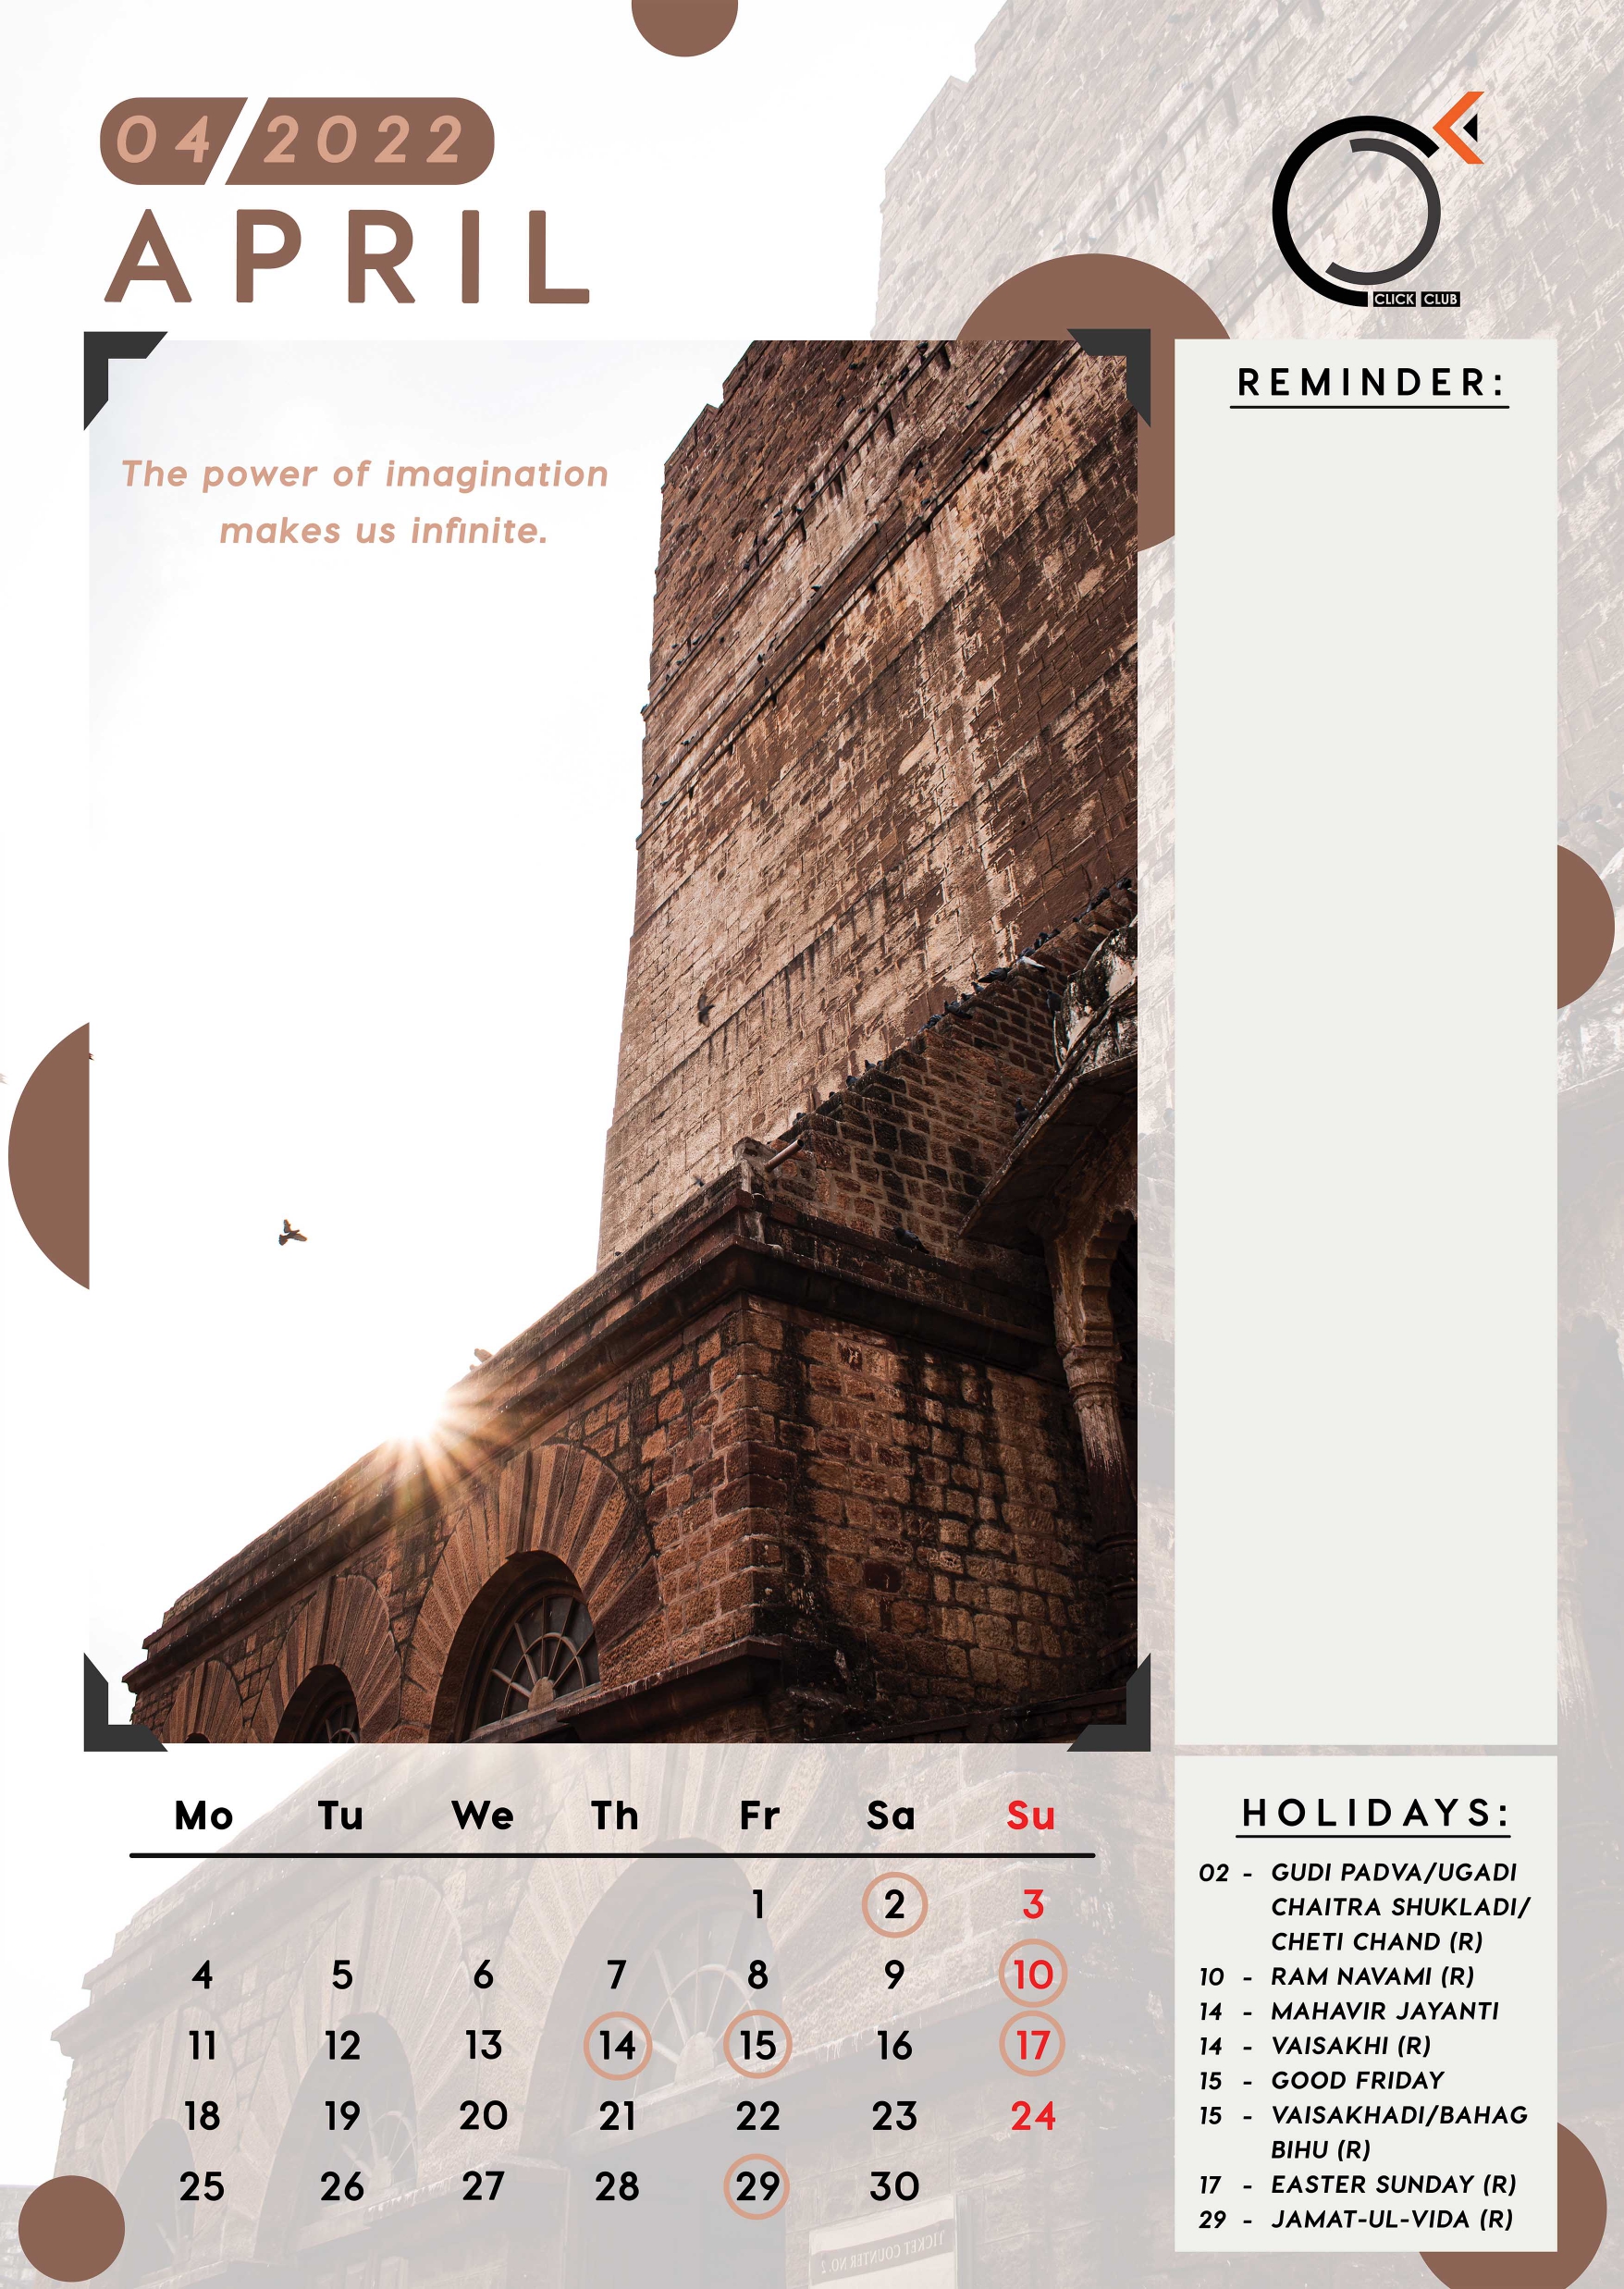 04/2022
APRIL
CLICK CLUB
The power of imagination
makes us infinite.
REMINDER:
Mo Tu We Th Fr Sa Su
1 2 3
4 5 6 7 8 9 10
11 12 13 14 15 16 17
18 19 20 21 22 23 24
25 26 27 28 29 30
HOLIDAYS:
02 - GUDI PADVA/UGADI
CHAITRA SHUKLADI/
CHETI CHAND (R)
10 - RAM NAVAMI (R)
14 - MAHAVIR JAYANTI
14 - VAISAKHI (R)
15 - GOOD FRIDAY
15 - VAISAKHADI/BAHAG
BIHU (R)
17 - EASTER SUNDAY (R)
29 - JAMAT-UL-VIDA (R)
TICKET COUNTER NO.2